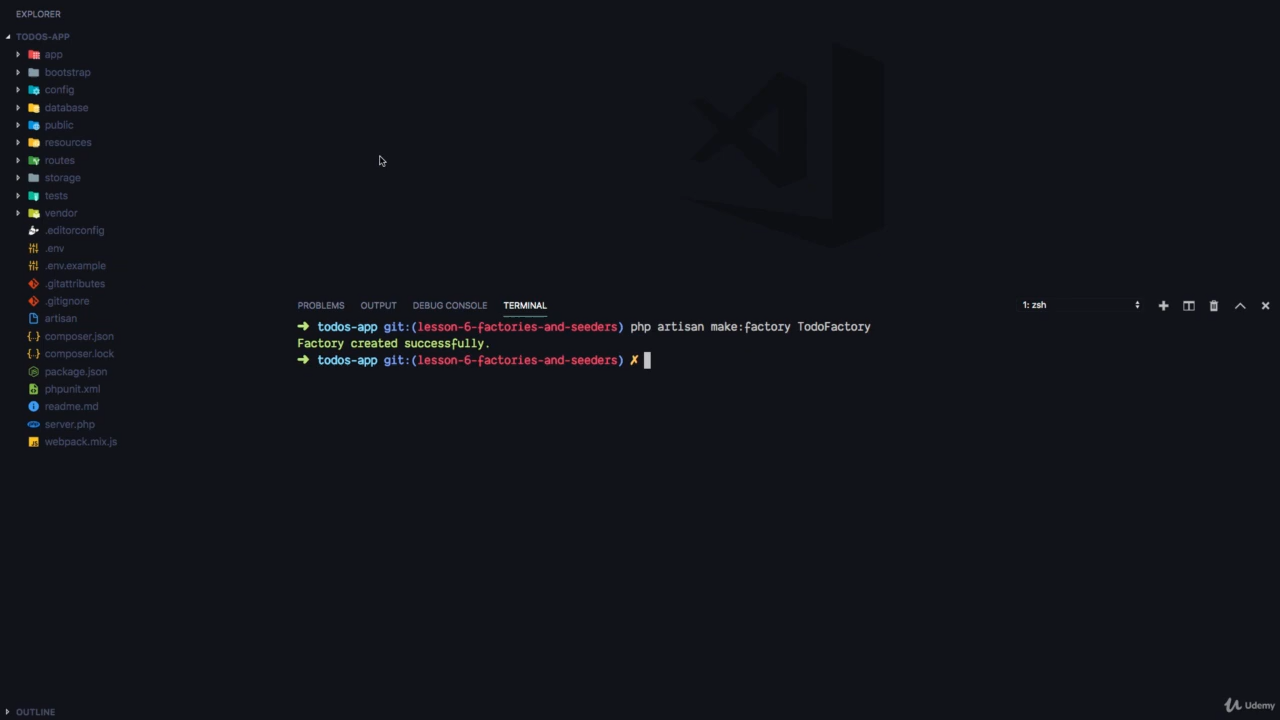 EXPLORER
TODOS-APP
app
bootstrap
config
database
public
resources
routes
storage
tests
vendor
.editorconfig
.env
.env.example
.gitattributes
.gitignore
artisan
composer.json
composer.lock
package.json
phpunit.xml
readme.md
server.php
webpack.mix.js
OUTLINE
PROBLEMS OUTPUT DEBUG CONSOLE TERMINAL 1: zsh
➜ todos-app git:(lesson-6-factories-and-seeders) php artisan make:factory TodoFactory
Factory created successfully.
➜ todos-app git:(lesson-6-factories-and-seeders) ✗
Udemy